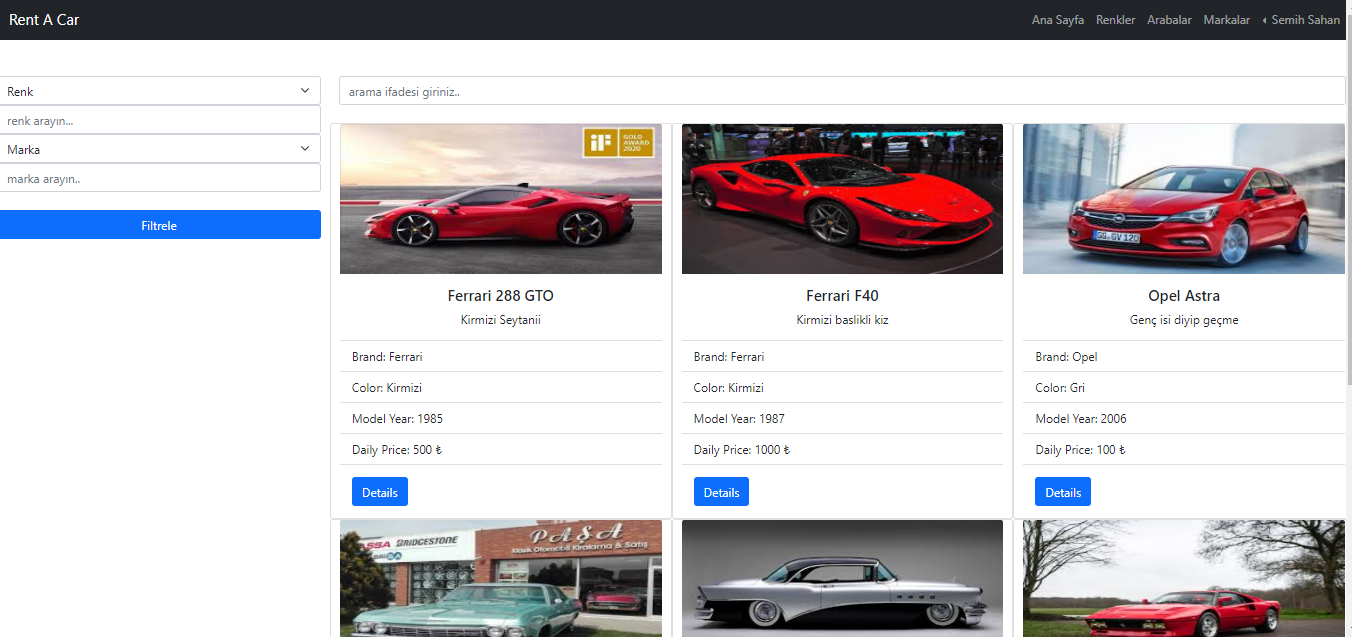 Rent A Car
Ana Sayfa Renkler Arabalar Markalar Semih Sahan
Renk
renk arayın...
Marka
marka arayın..
Filtrele
arama ifadesi giriniz..
iF GOLD AWARD 2020
Ferrari 288 GTO
Kirmizi Seytanii
Brand: Ferrari
Color: Kirmizi
Model Year: 1985
Daily Price: 500 ₺
Details
Ferrari F40
Kirmizi baslikli kiz
Brand: Ferrari
Color: Kirmizi
Model Year: 1987
Daily Price: 1000 ₺
Details
GG·GV 120
Opel Astra
Genç isi diyip geçme
Brand: Opel
Color: Gri
Model Year: 2006
Daily Price: 100 ₺
Details
BRIDGESTONE
PAŞA
Klasik Otomobil Kiralama & Satış